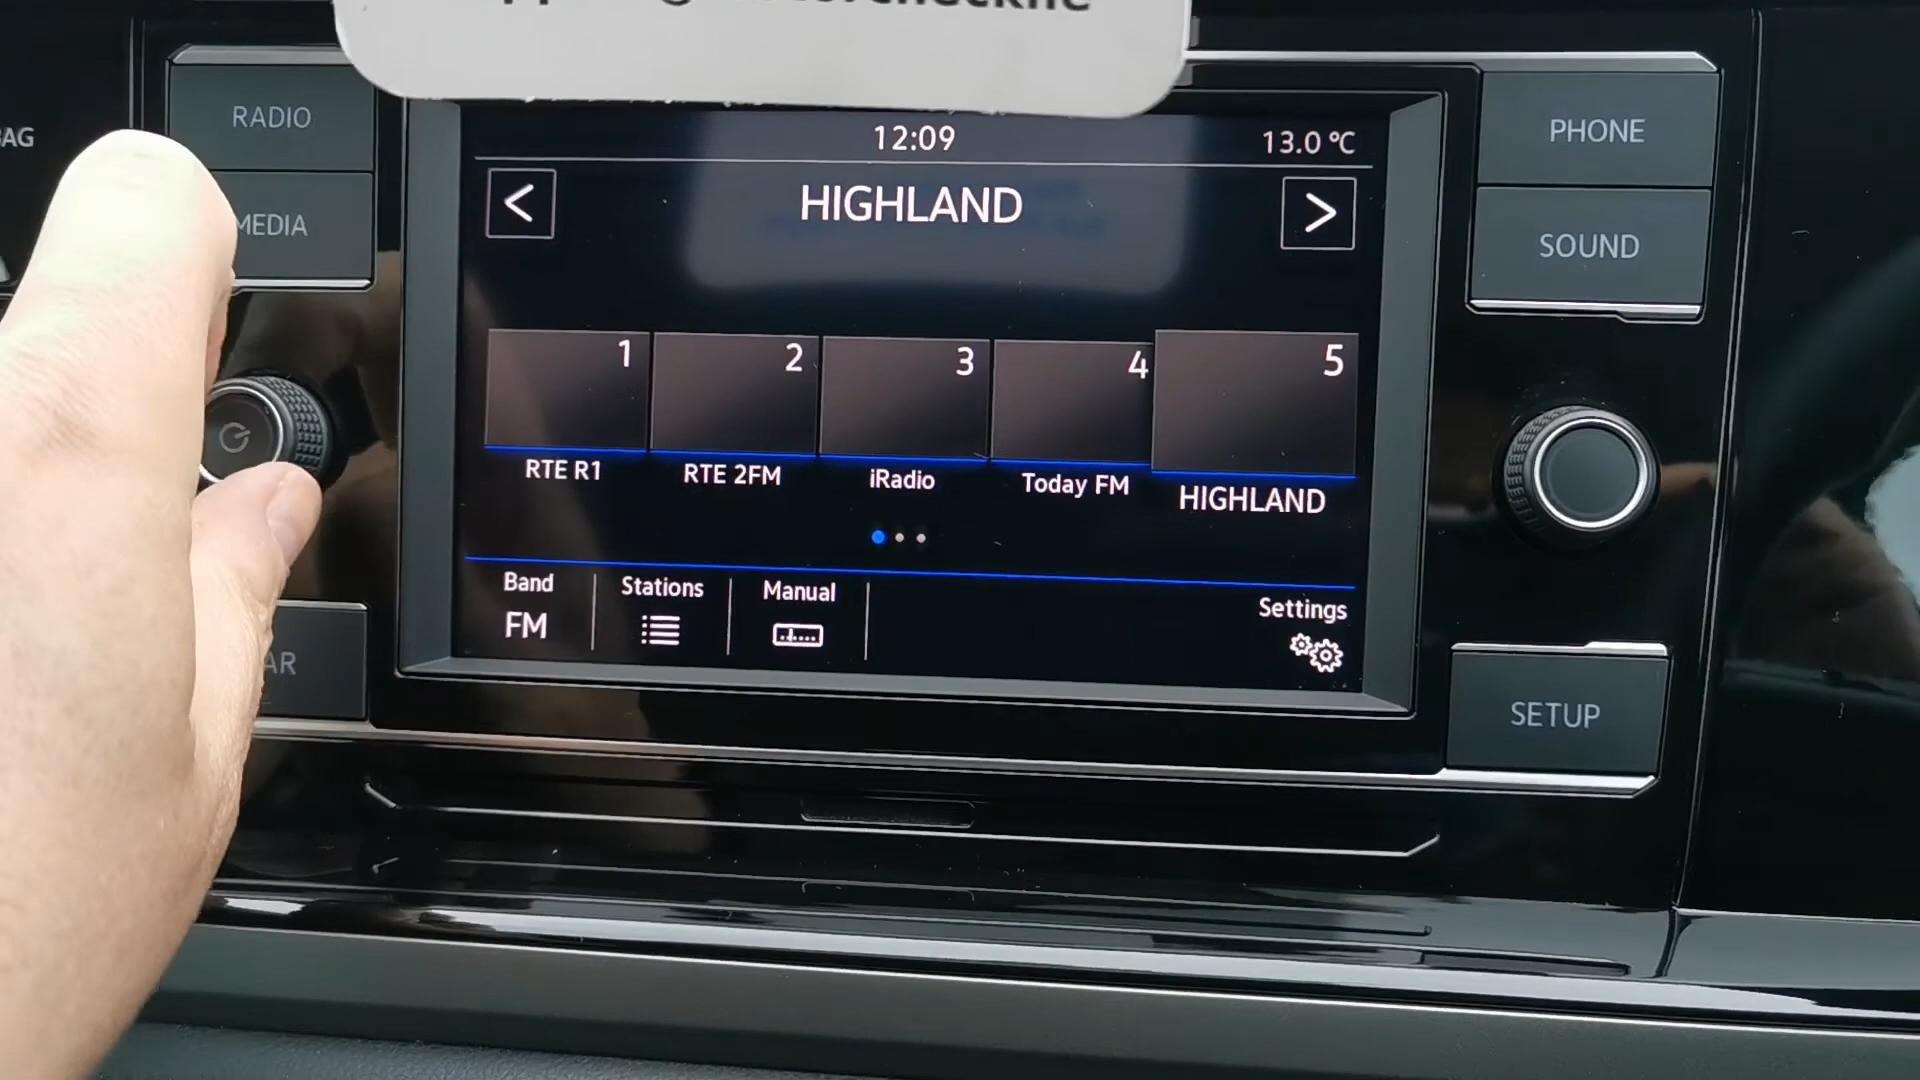 RADIO
MEDIA
12:09
13.0 °C
<
HIGHLAND
>
1
2
3
4
5
RTE R1
RTE 2FM
iRadio
Today FM
HIGHLAND
Band
FM
Stations
Manual
Settings
PHONE
SOUND
SETUP